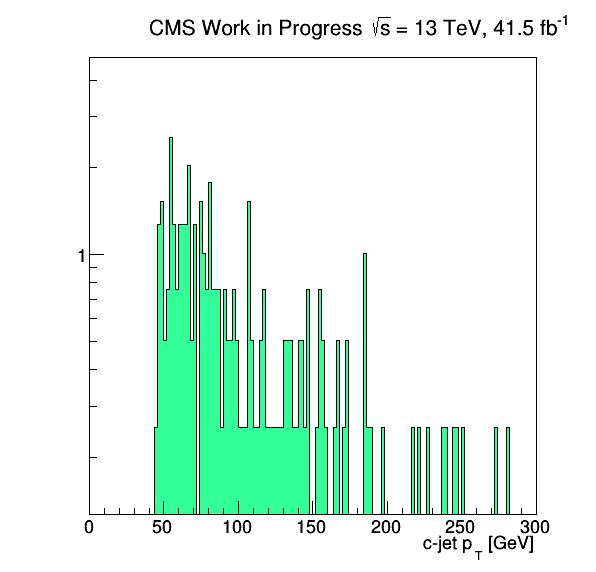 CMS Work in Progress √s = 13 TeV, 41.5 fb⁻¹
1
0 50 100 150 200 250 300
c-jet p_T [GeV]